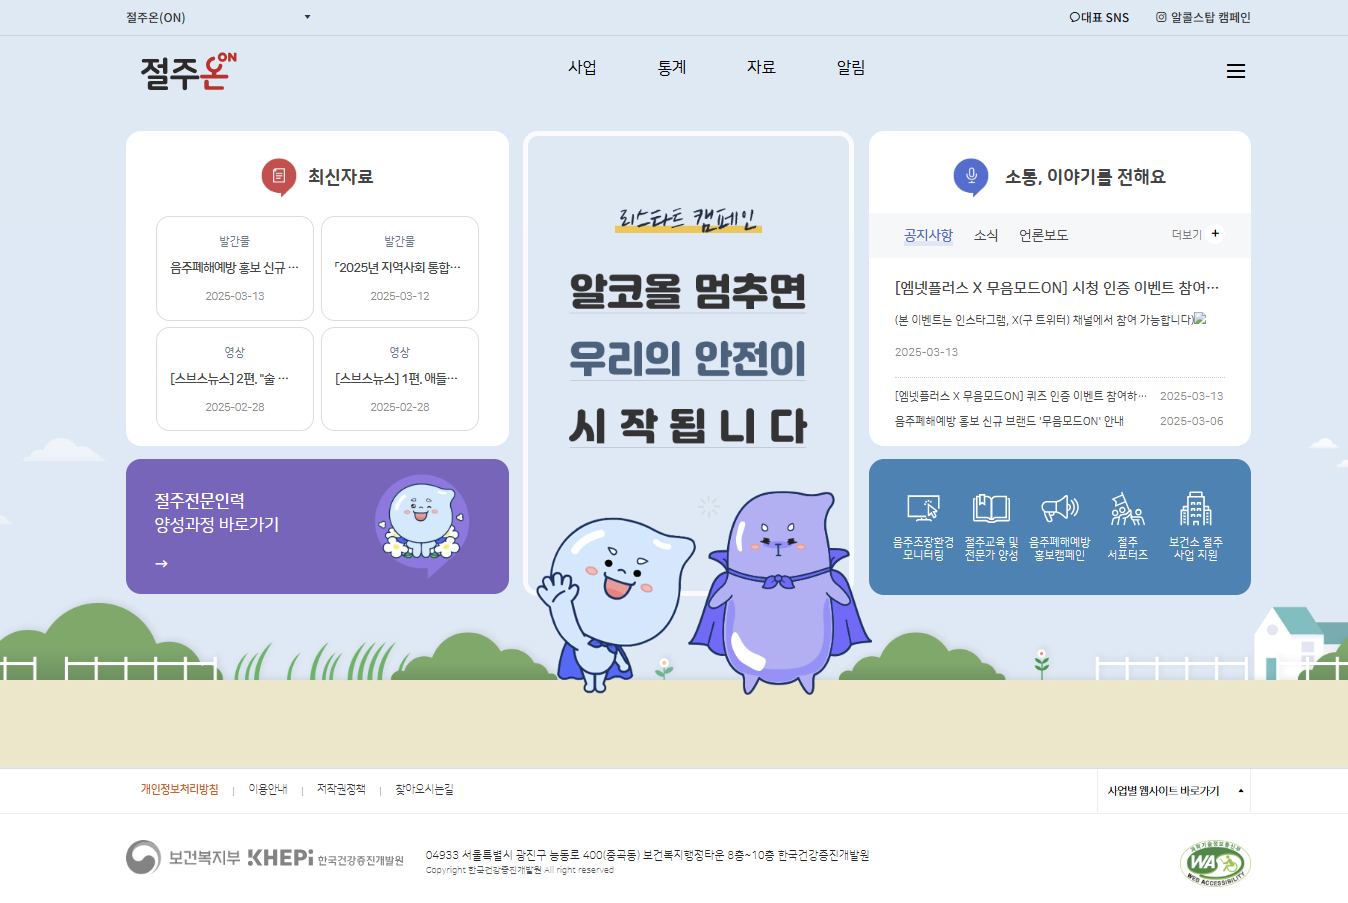 절주온(ON)
대표 SNS
알콜스탑 캠페인
절주온ON
사업
통계
자료
알림
최신자료
발간물
음주폐해예방 홍보 신규 …
2025-03-13
발간물
「2025년 지역사회 통합…
2025-03-12
영상
[스브스뉴스] 2편. "술 …
2025-02-28
영상
[스브스뉴스] 1편. 애들…
2025-02-28
절주전문인력
양성과정 바로가기
리스타트 캠페인
알코올 멈추면
우리의 안전이
시작됩니다
소통, 이야기를 전해요
공지사항
소식
언론보도
더보기 +
[엠넷플러스 X 무음모드ON] 시청 인증 이벤트 참여…
(본 이벤트는 인스타그램, X(구 트위터) 채널에서 참여 가능합니다)
2025-03-13
[엠넷플러스 X 무음모드ON] 퀴즈 인증 이벤트 참여하… 2025-03-13
음주폐해예방 홍보 신규 브랜드 '무음모드ON' 안내 2025-03-06
음주조장환경
모니터링
절주교육 및
전문가 양성
음주폐해예방
홍보캠페인
절주
서포터즈
보건소 절주
사업 지원
개인정보처리방침
이용안내
저작권정책
찾아오시는길
사업별 웹사이트 바로가기
보건복지부 KHEPi 한국건강증진개발원
04933 서울특별시 광진구 능동로 400(중곡동) 보건복지행정타운 8층~10층 한국건강증진개발원
Copyright 한국건강증진개발원 All right reserved
과학기술정보통신부
WA
WEB ACCESSIBILITY